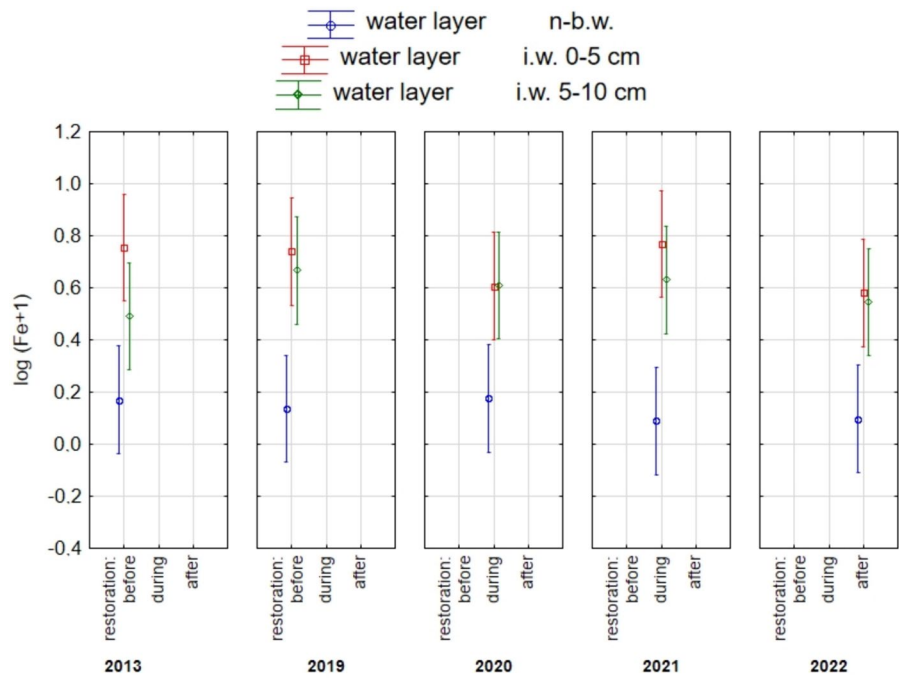 water layer n-b.w.
water layer i.w. 0-5 cm
water layer i.w. 5-10 cm
log (Fe+1)
1.2
1.0
0.8
0.6
0.4
0.2
0.0
-0.2
-0.4
restoration: before during after
restoration: before during after
restoration: before during after
restoration: before during after
restoration: before during after
2013 2019 2020 2021 2022